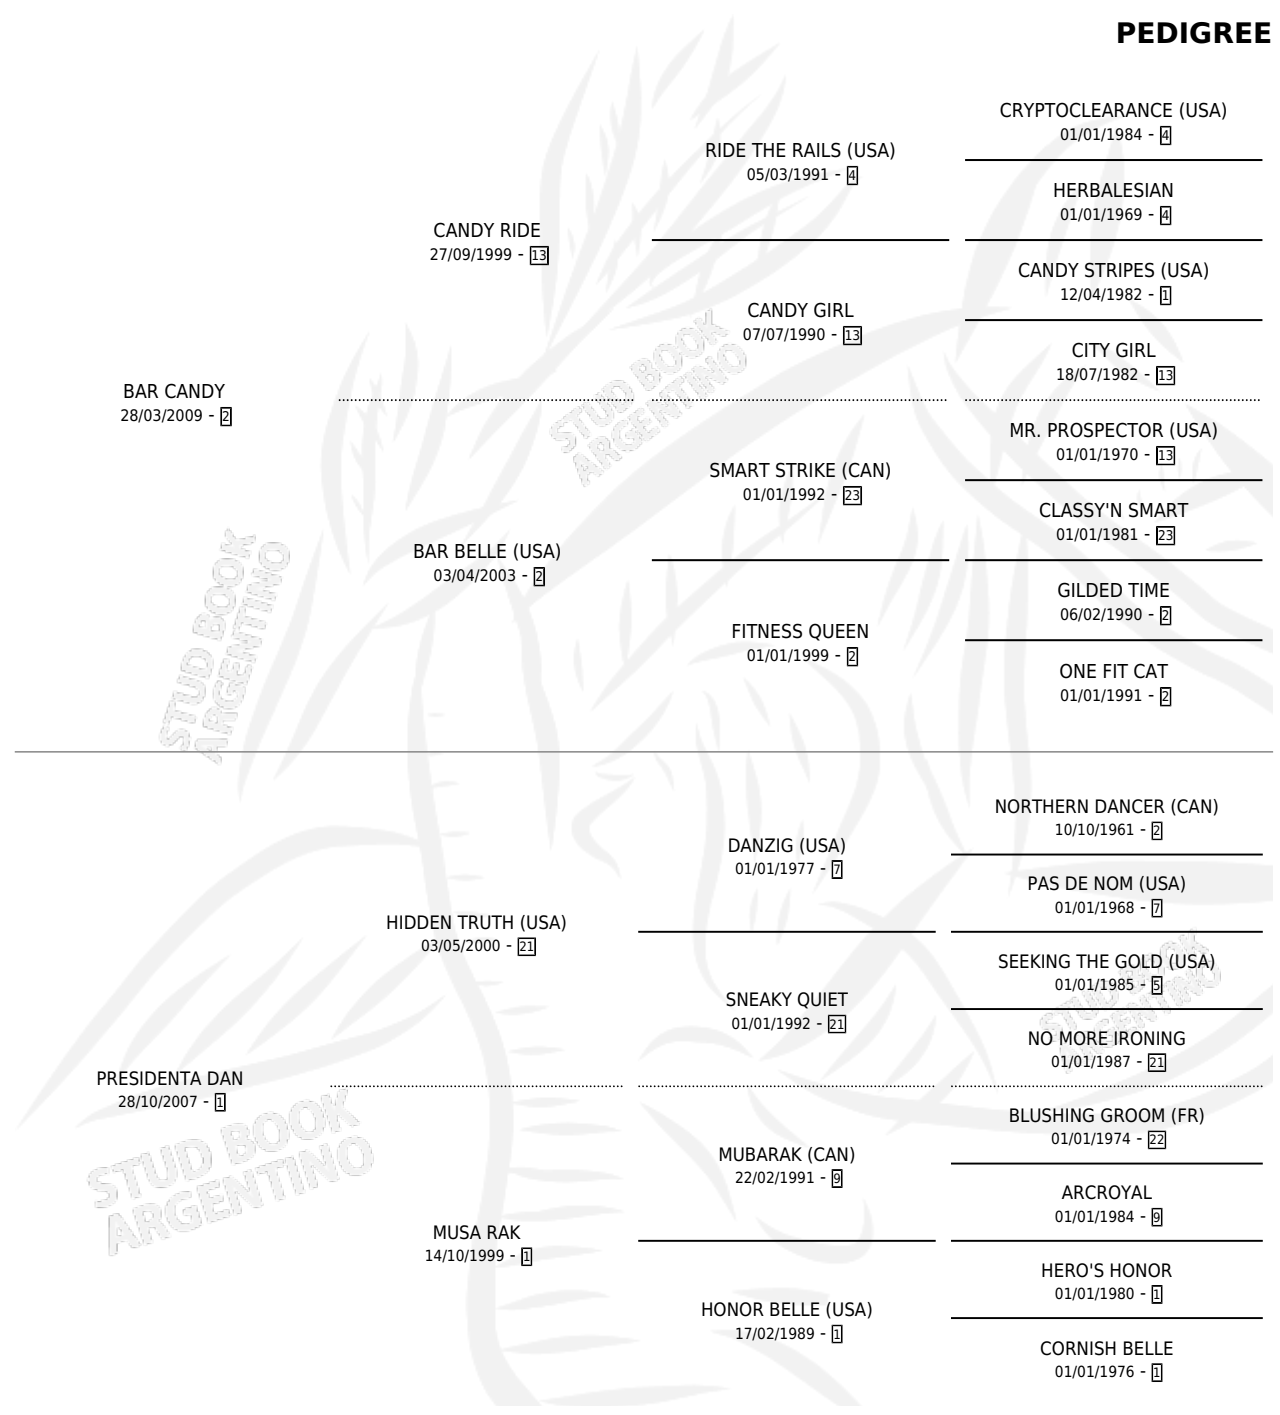 PEDIGREE
CRYPTOCLEARANCE (USA)
01/01/1984 - 4
RIDE THE RAILS (USA)
05/03/1991 - 4
HERBALESIAN
01/01/1969 - 4
CANDY RIDE
27/09/1999 - 13
CANDY STRIPES (USA)
12/04/1982 - 1
CANDY GIRL
07/07/1990 - 13
CITY GIRL
18/07/1982 - 13
BAR CANDY
28/03/2009 - 2
MR. PROSPECTOR (USA)
01/01/1970 - 13
SMART STRIKE (CAN)
01/01/1992 - 23
CLASSY'N SMART
01/01/1981 - 23
BAR BELLE (USA)
03/04/2003 - 2
GILDED TIME
06/02/1990 - 2
FITNESS QUEEN
01/01/1999 - 2
ONE FIT CAT
01/01/1991 - 2
NORTHERN DANCER (CAN)
10/10/1961 - 2
DANZIG (USA)
01/01/1977 - 7
PAS DE NOM (USA)
01/01/1968 - 7
HIDDEN TRUTH (USA)
03/05/2000 - 21
SEEKING THE GOLD (USA)
01/01/1985 - 5
SNEAKY QUIET
01/01/1992 - 21
NO MORE IRONING
01/01/1987 - 21
PRESIDENTA DAN
28/10/2007 - 1
BLUSHING GROOM (FR)
01/01/1974 - 22
MUBARAK (CAN)
22/02/1991 - 9
ARCROYAL
01/01/1984 - 9
MUSA RAK
14/10/1999 - 1
HERO'S HONOR
01/01/1980 - 1
HONOR BELLE (USA)
17/02/1989 - 1
CORNISH BELLE
01/01/1976 - 1
STUD BOOK
ARGENTINO
STUD BOOK
ARGENTINO
STUD BOOK
ARGENTINO
STUD BOOK
ARGENTINO